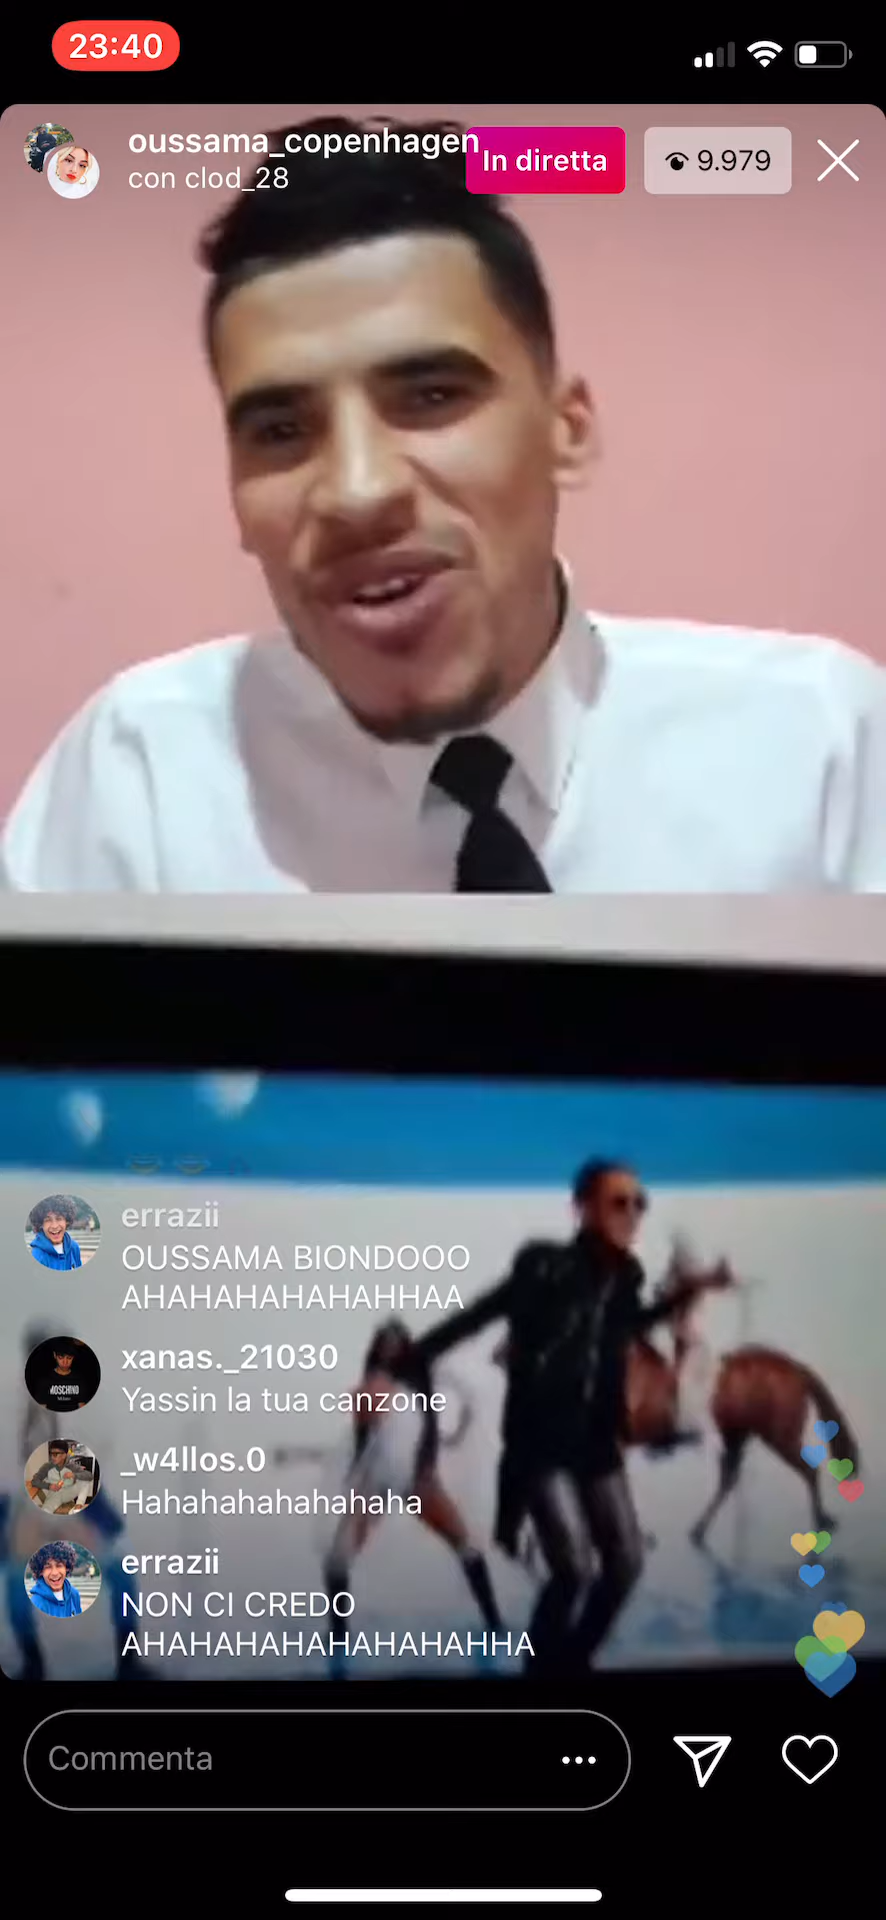 23:40
oussama_copenhagen
con clod_28
In diretta
9.979
errazii
OUSSAMA BIONDOOO
AHAHAHAHAHAHHAA
xanas._21030
Yassin la tua canzone
MOSCHINO
_w4llos.0
Hahahahahahahaha
errazii
NON CI CREDO
AHAHAHAHAHAHAHAHHA
Commenta